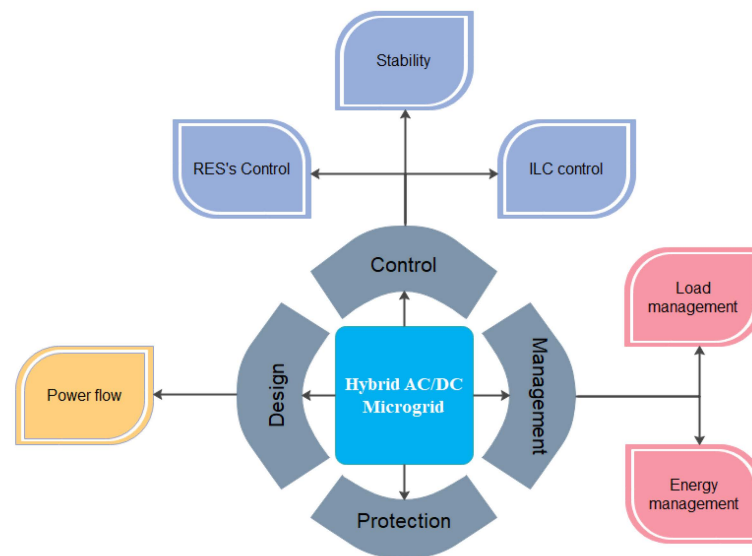 Stability
RES's Control
ILC control
Control
Load
management
Management
Hybrid AC/DC
Microgrid
Design
Power flow
Energy
management
Protection